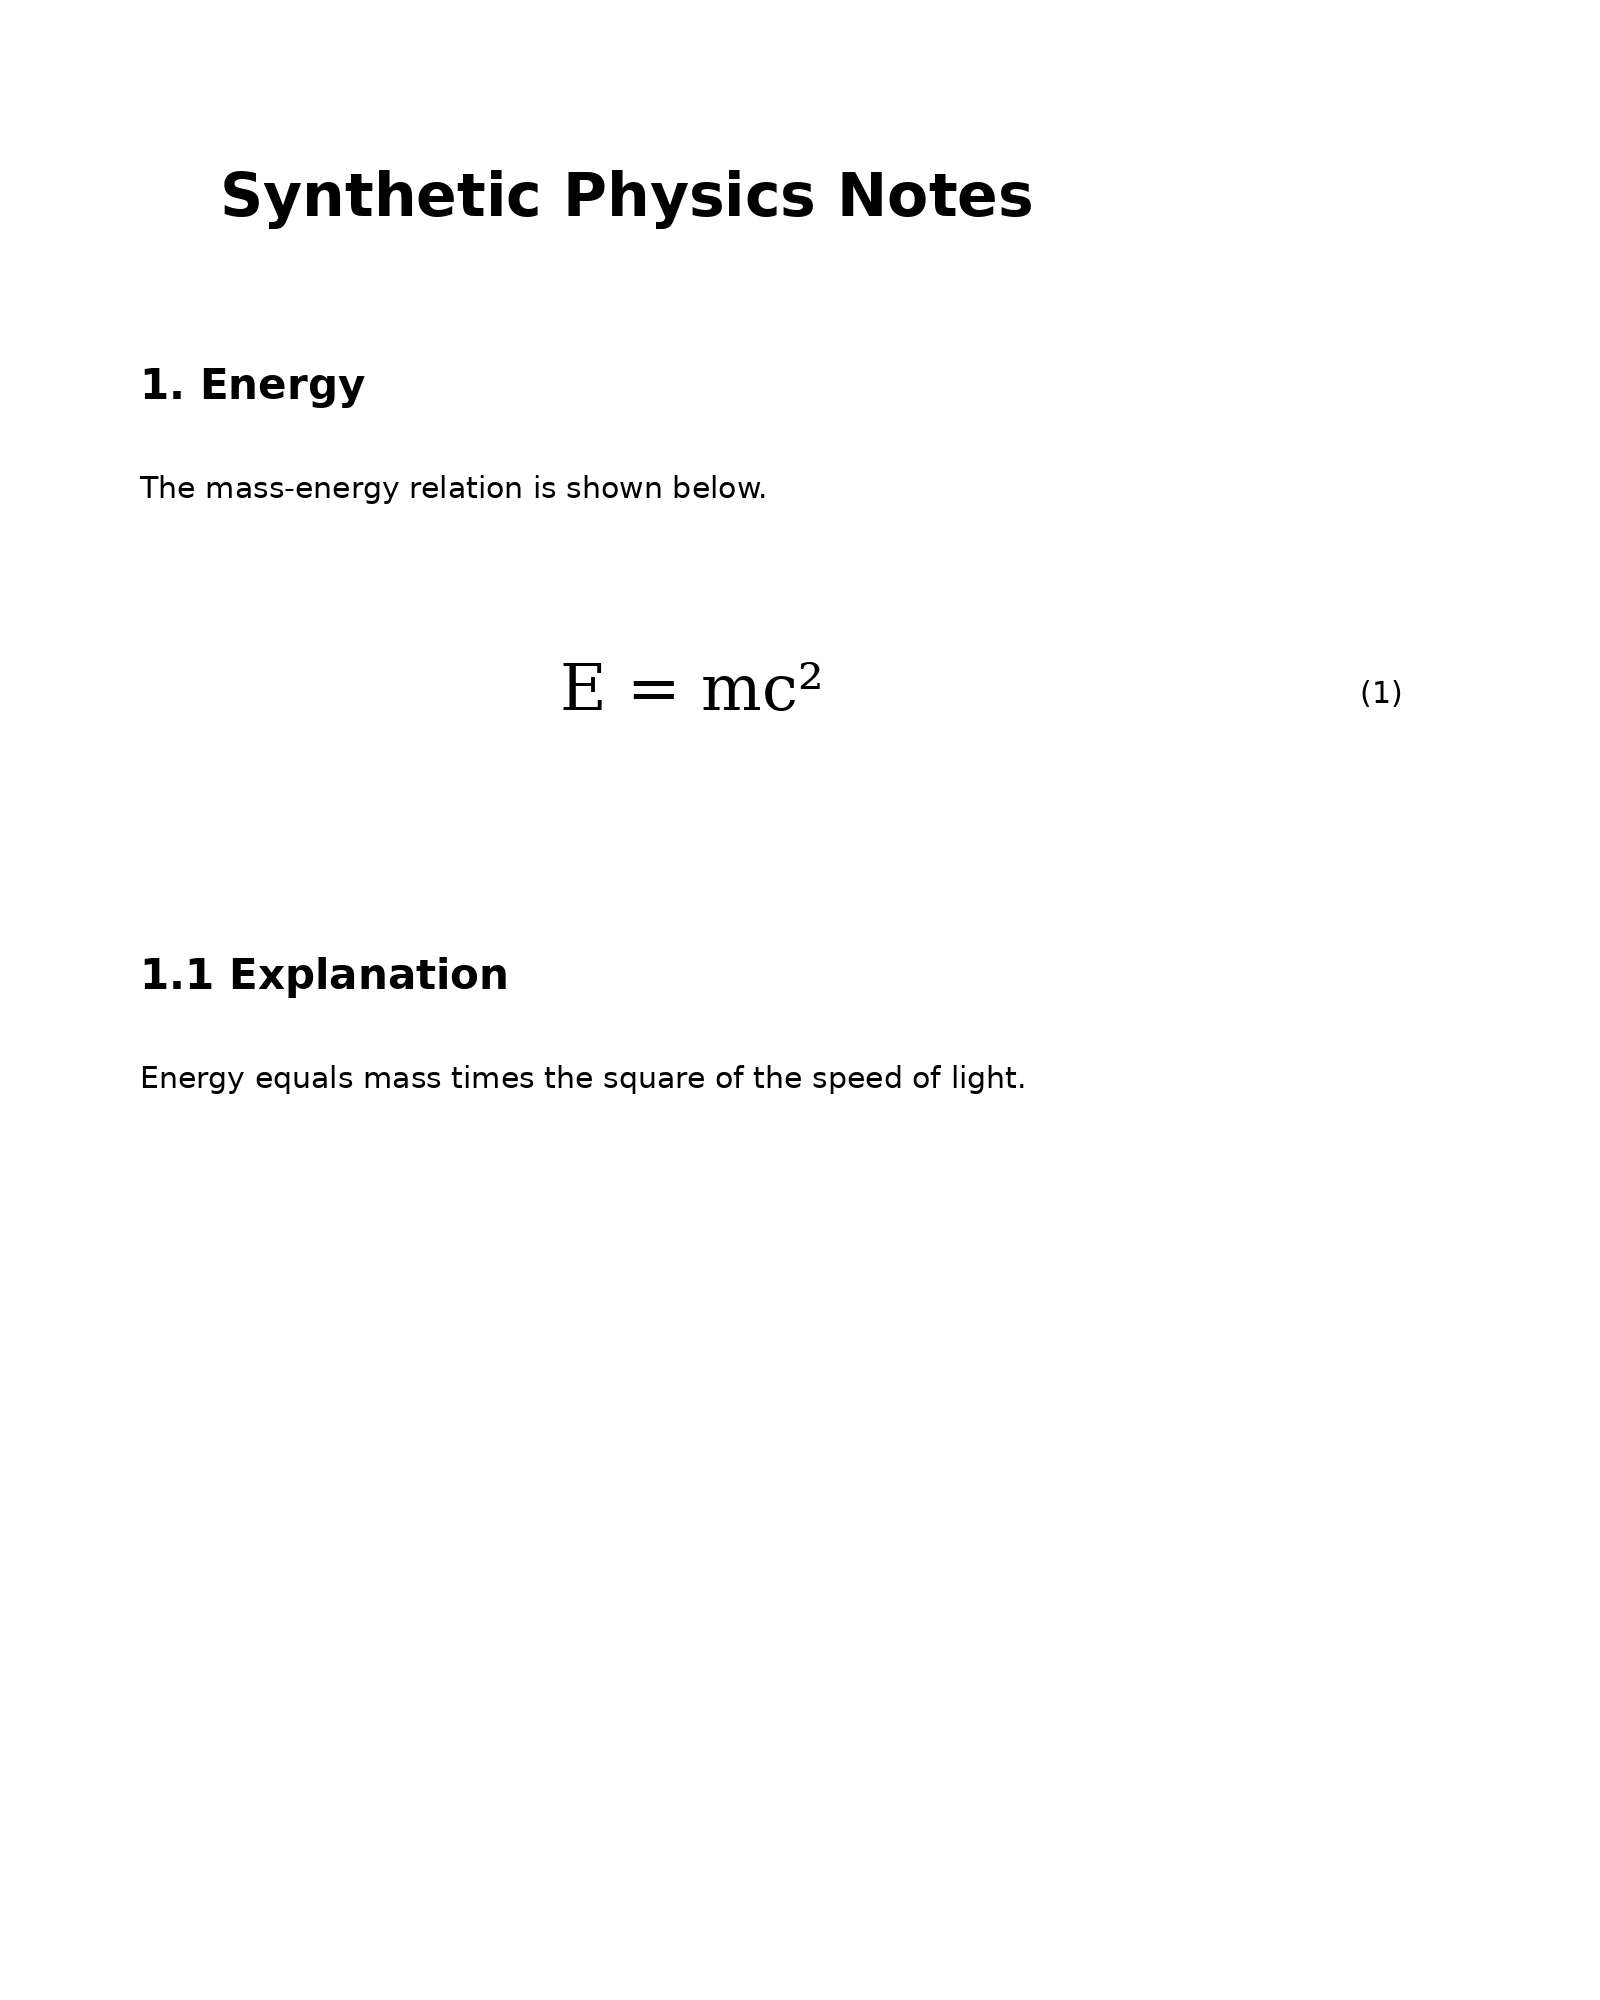 Synthetic Physics Notes
1. Energy
The mass-energy relation is shown below.
E = mc² (1)
1.1 Explanation
Energy equals mass times the square of the speed of light.